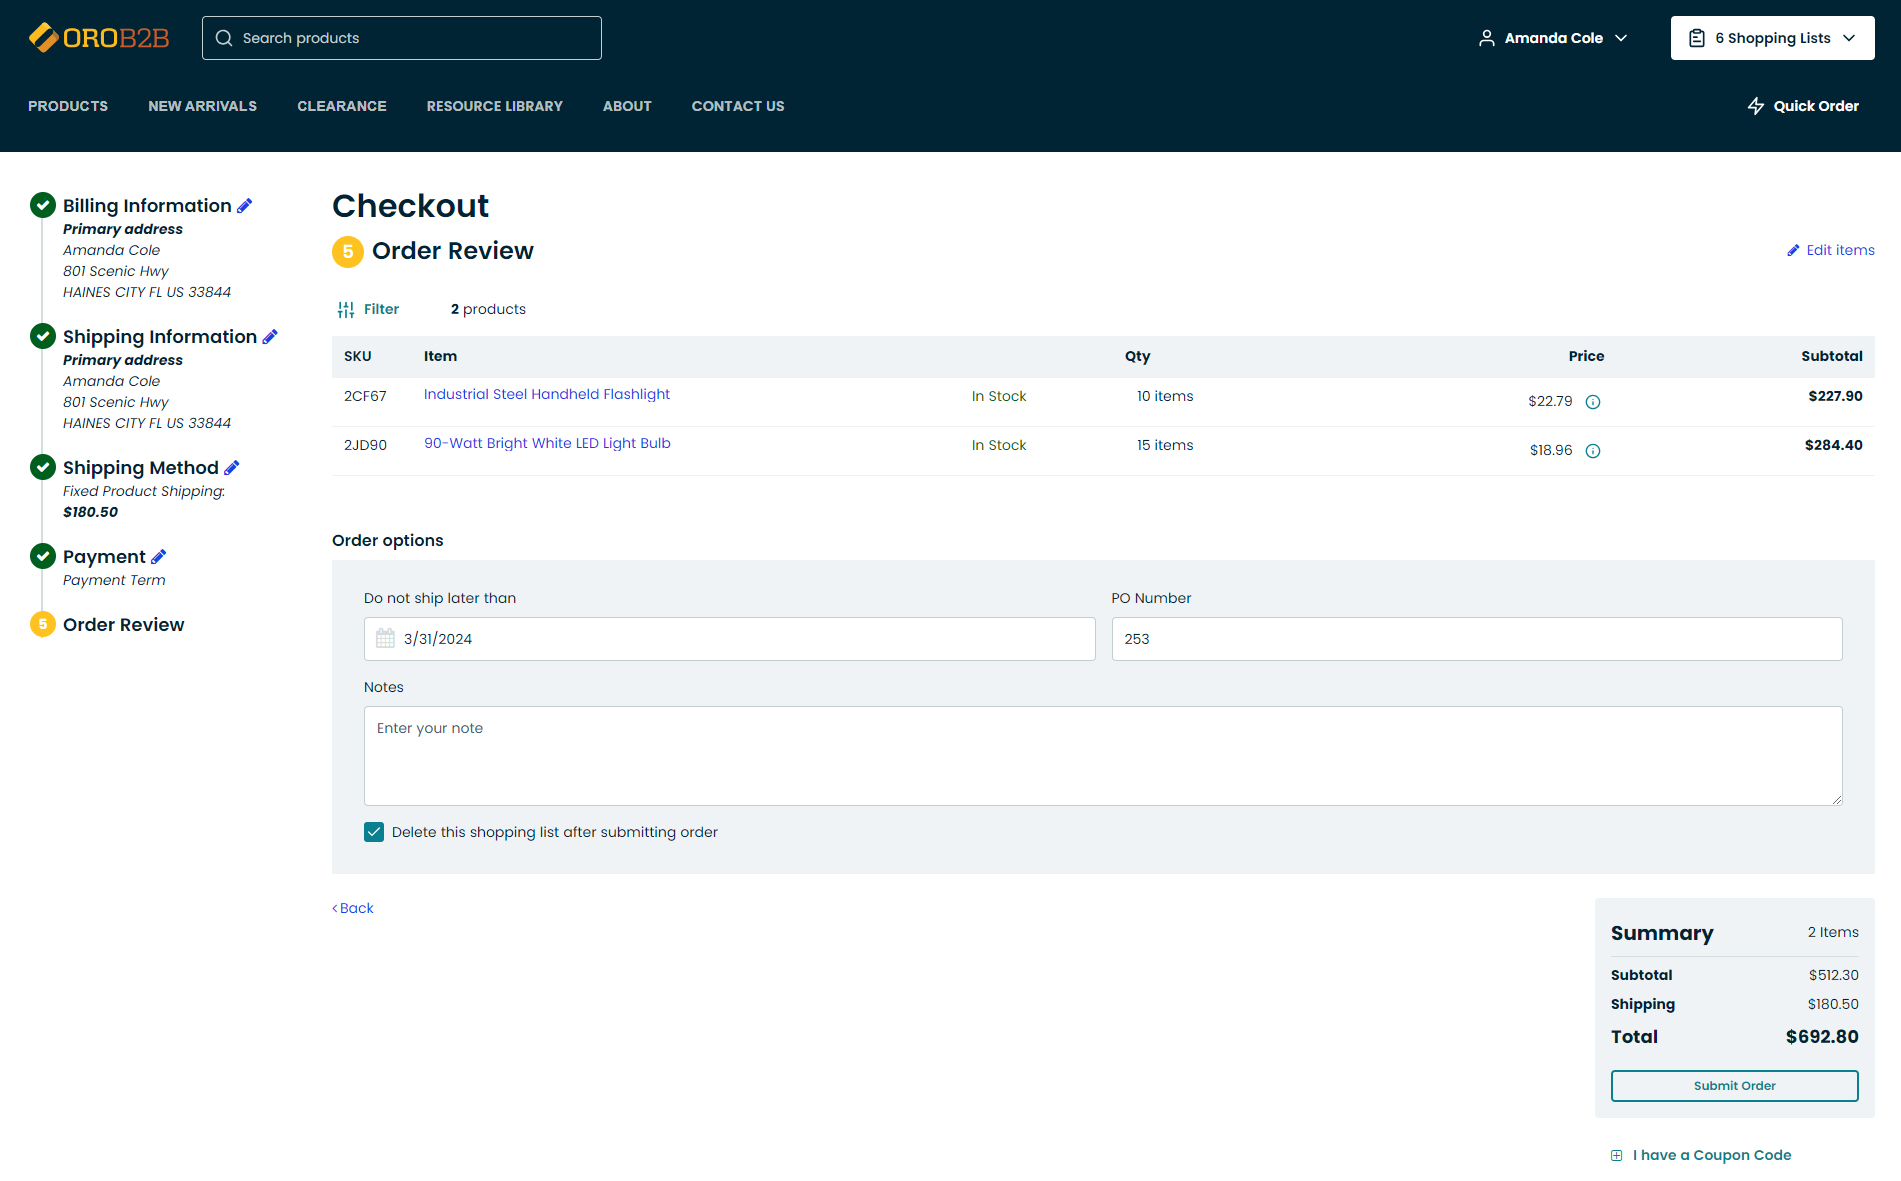 OROB2B
Search products
Amanda Cole
6 Shopping Lists
PRODUCTS
NEW ARRIVALS
CLEARANCE
RESOURCE LIBRARY
ABOUT
CONTACT US
Quick Order
Billing Information
Primary address
Amanda Cole
801 Scenic Hwy
HAINES CITY FL US 33844
Shipping Information
Primary address
Amanda Cole
801 Scenic Hwy
HAINES CITY FL US 33844
Shipping Method
Fixed Product Shipping:
$180.50
Payment
Payment Term
5 Order Review
Checkout
5 Order Review
Edit items
Filter
2 products
SKU Item Qty Price Subtotal
2CF67 Industrial Steel Handheld Flashlight In Stock 10 items $22.79 $227.90
2JD90 90-Watt Bright White LED Light Bulb In Stock 15 items $18.96 $284.40
Order options
Do not ship later than
3/31/2024
PO Number
253
Notes
Enter your note
Delete this shopping list after submitting order
‹ Back
Summary 2 Items
Subtotal $512.30
Shipping $180.50
Total $692.80
Submit Order
I have a Coupon Code